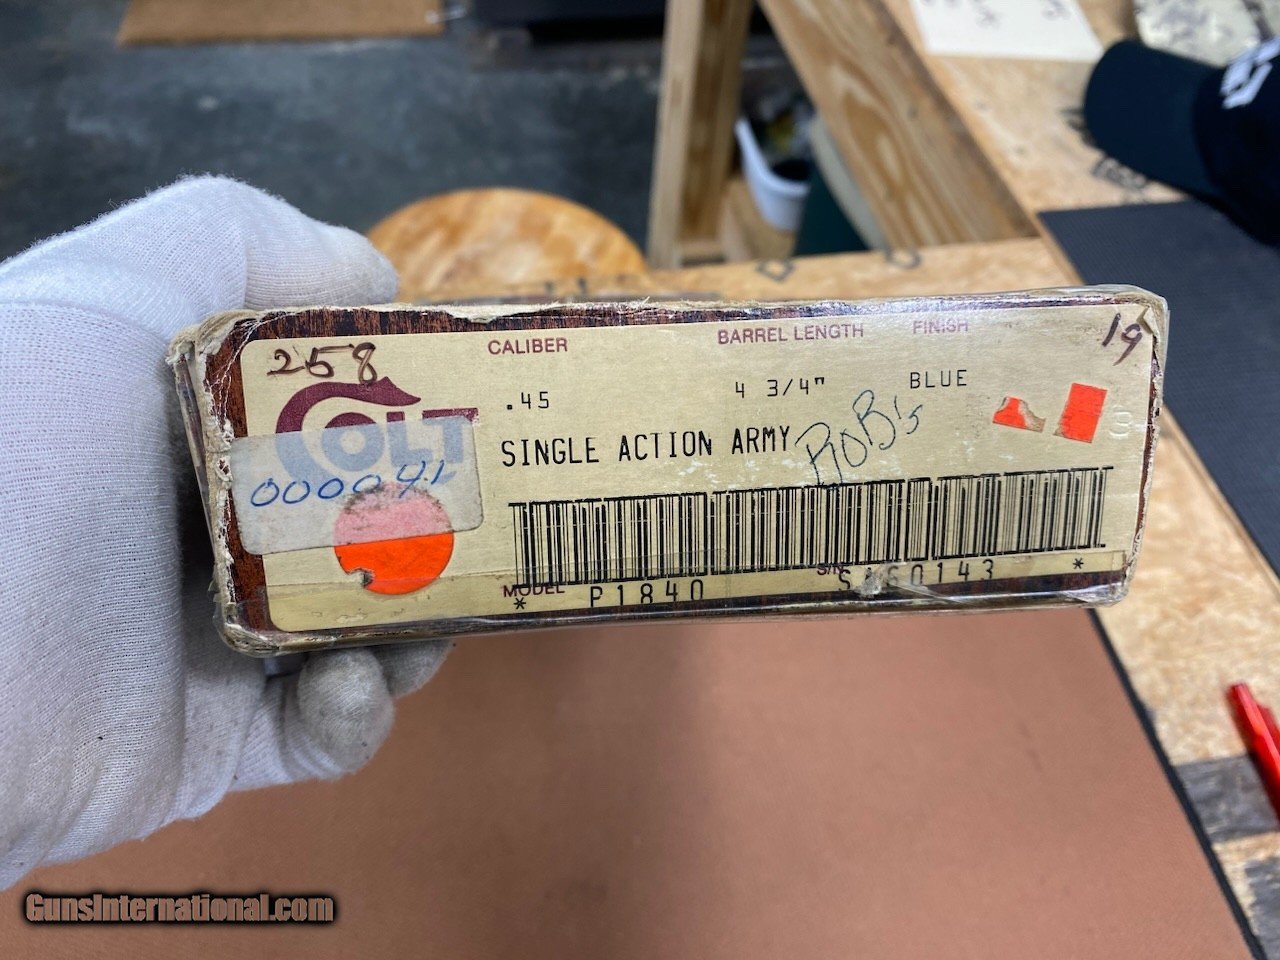 258
CALIBER
BARREL LENGTH
FINISH
19
COLT
.45
4 3/4"
BLUE
SINGLE ACTION ARMY
ROB's
MODEL
S/N
* P1840
*
GunsInternational.com